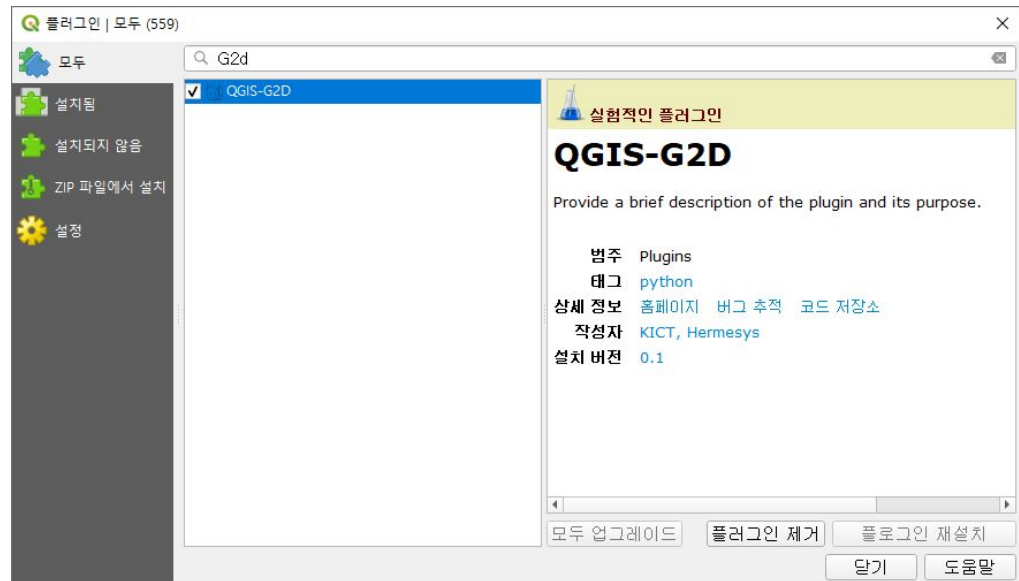 플러그인 | 모두 (559)
모두
설치됨
설치되지 않음
ZIP 파일에서 설치
설정
G2d
QGIS-G2D
실험적인 플러그인
QGIS-G2D
Provide a brief description of the plugin and its purpose.
범주 Plugins
태그 python
상세 정보 홈페이지 버그 추적 코드 저장소
작성자 KICT, Hermesys
설치 버전 0.1
모두 업그레이드 플러그인 제거 플로그인 재설치
닫기 도움말